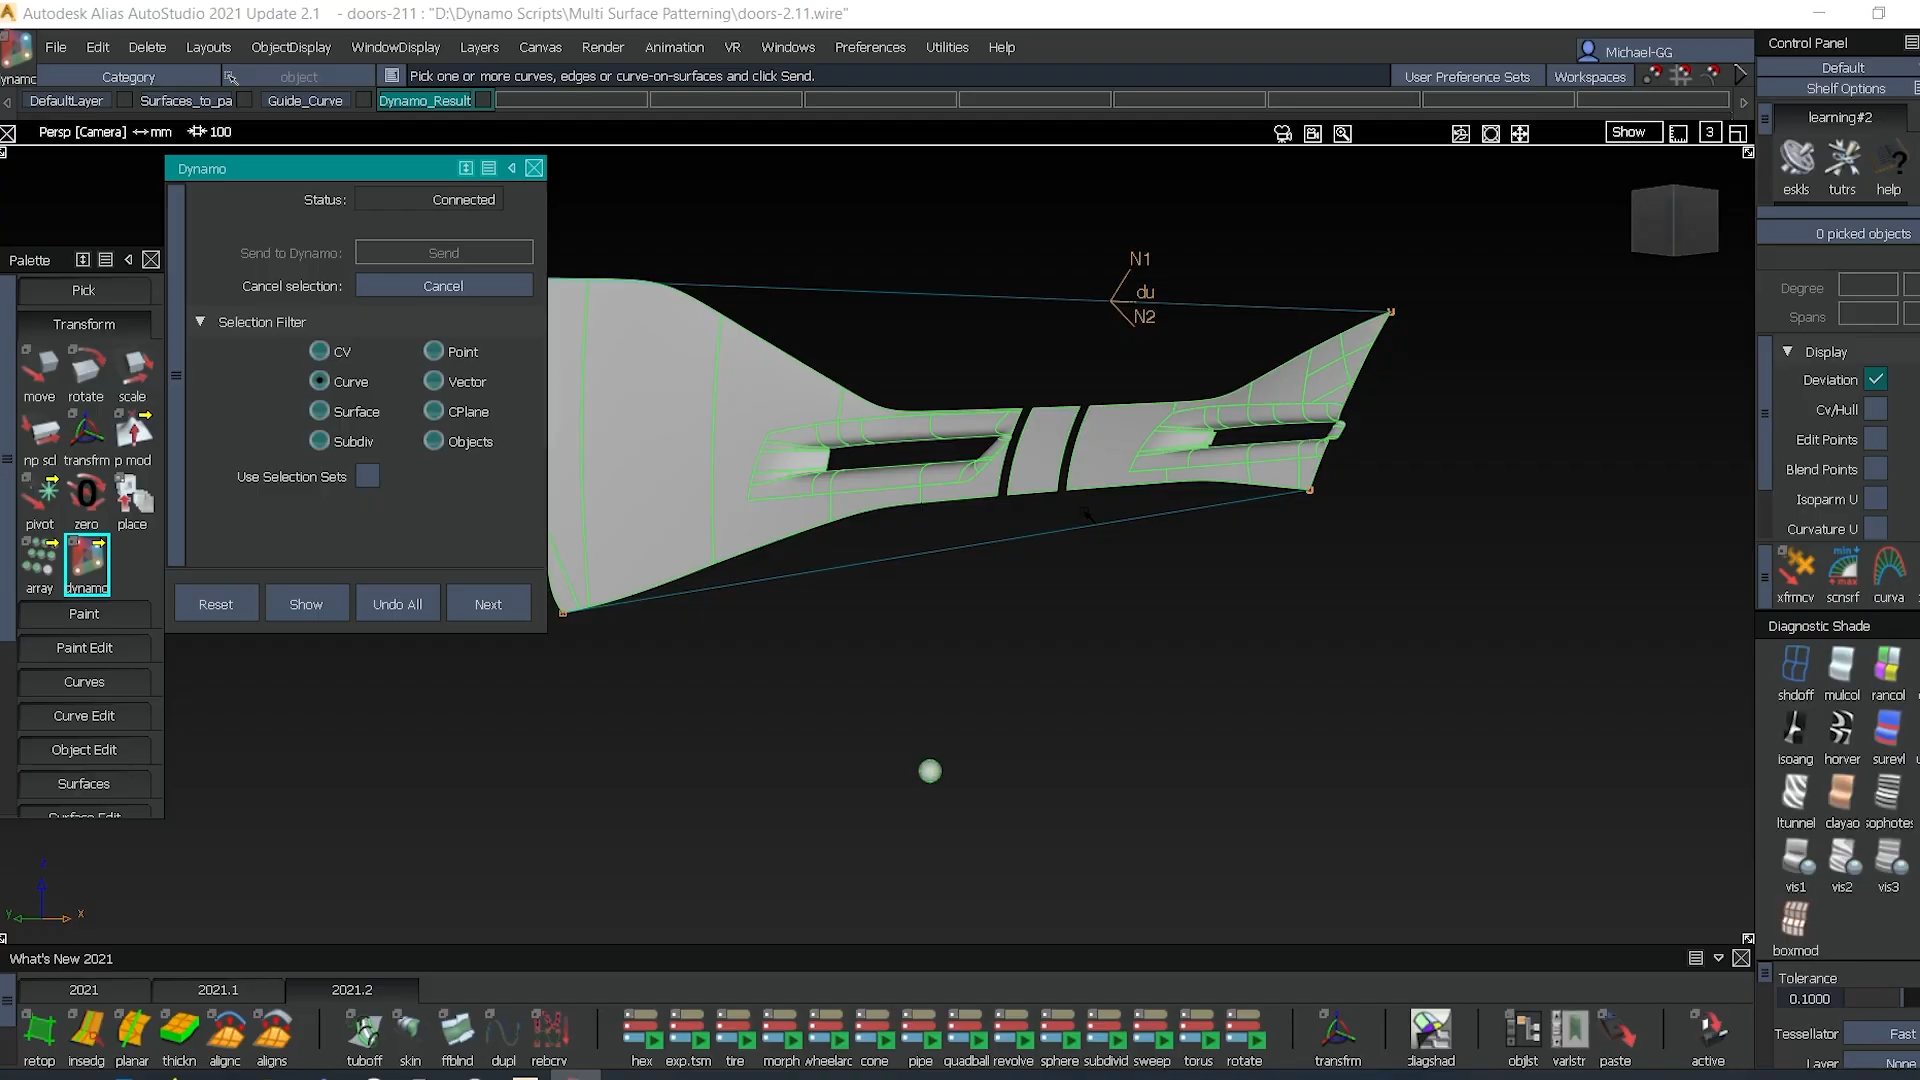 Autodesk Alias AutoStudio 2021 Update 2.1 - doors-211 : "D:\Dynamo Scripts\Multi Surface Patterning\doors-2.11.wire"
File Edit Delete Layouts ObjectDisplay WindowDisplay Layers Canvas Render Animation VR Windows Preferences Utilities Help
Michael-GG
Control Panel
Category
object
Pick one or more curves, edges or curve-on-surfaces and click Send.
User Preference Sets
Workspaces
Default
Shelf Options
DefaultLayer
Surfaces_to_pa
Guide_Curve
Dynamo_Result
Persp [Camera] mm 100
Show
3
learning#2
eskls tutrs help
0 picked objects
Degree
Spans
Display
Deviation
Cv/Hull
Edit Points
Blend Points
Isoparm U
Curvature U
xfrmcv scnsrf curva
Diagnostic Shade
shdoff mulcol rancol
isoang horver surevl
ltunnel clayao
vis1 vis2 vis3
boxmod
Tolerance
0.1000
Tessellator Fast
Layer None
Dynamo
Status: Connected
Send to Dynamo: Send
Cancel selection: Cancel
Selection Filter
CV Point
Curve Vector
Surface CPlane
Subdiv Objects
Use Selection Sets
Reset Show Undo All Next
N1
du
N2
Palette
Pick
Transform
move rotate scale
np scl transfrm p mod
pivot zero place
array dynamo
Paint
Paint Edit
Curves
Curve Edit
Object Edit
Surfaces
Surface Edit
z
y x
What's New 2021
2021 2021.1 2021.2
retop insedg planar thickn alignc aligns tuboff skin ffblnd dupl rebcrv hex exp.tsm tire morph wheelarc cone pipe quadball revolve sphere subdivid sweep torus rotate transfrm diagshad objlst varlstr paste active